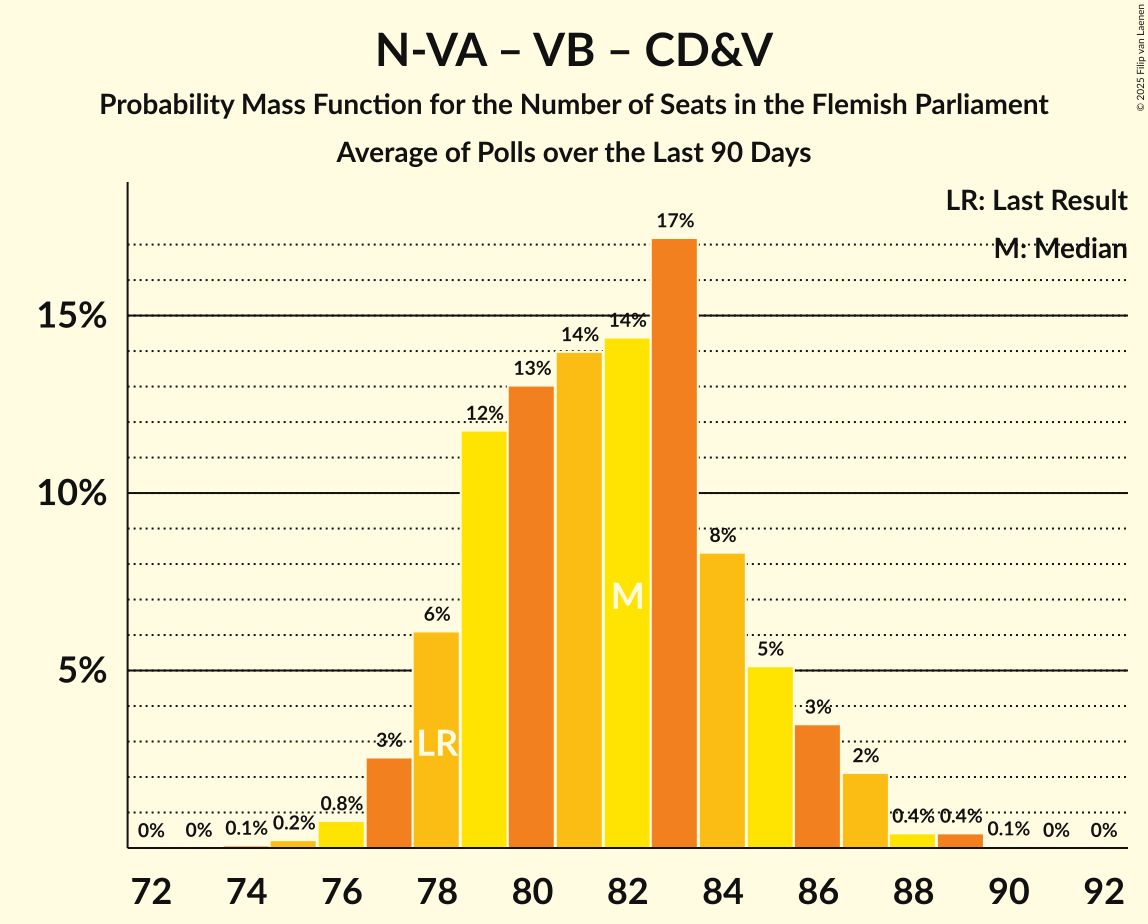 N-VA – VB – CD&V
Probability Mass Function for the Number of Seats in the Flemish Parliament
Average of Polls over the Last 90 Days
© 2025 Filip van Laenen
LR: Last Result
M: Median
15%
10%
5%
0%
0%
0.1%
0.2%
0.8%
3%
6%
12%
13%
14%
14%
17%
8%
5%
3%
2%
0.4%
0.4%
0.1%
0%
0%
LR
M
72 74 76 78 80 82 84 86 88 90 92